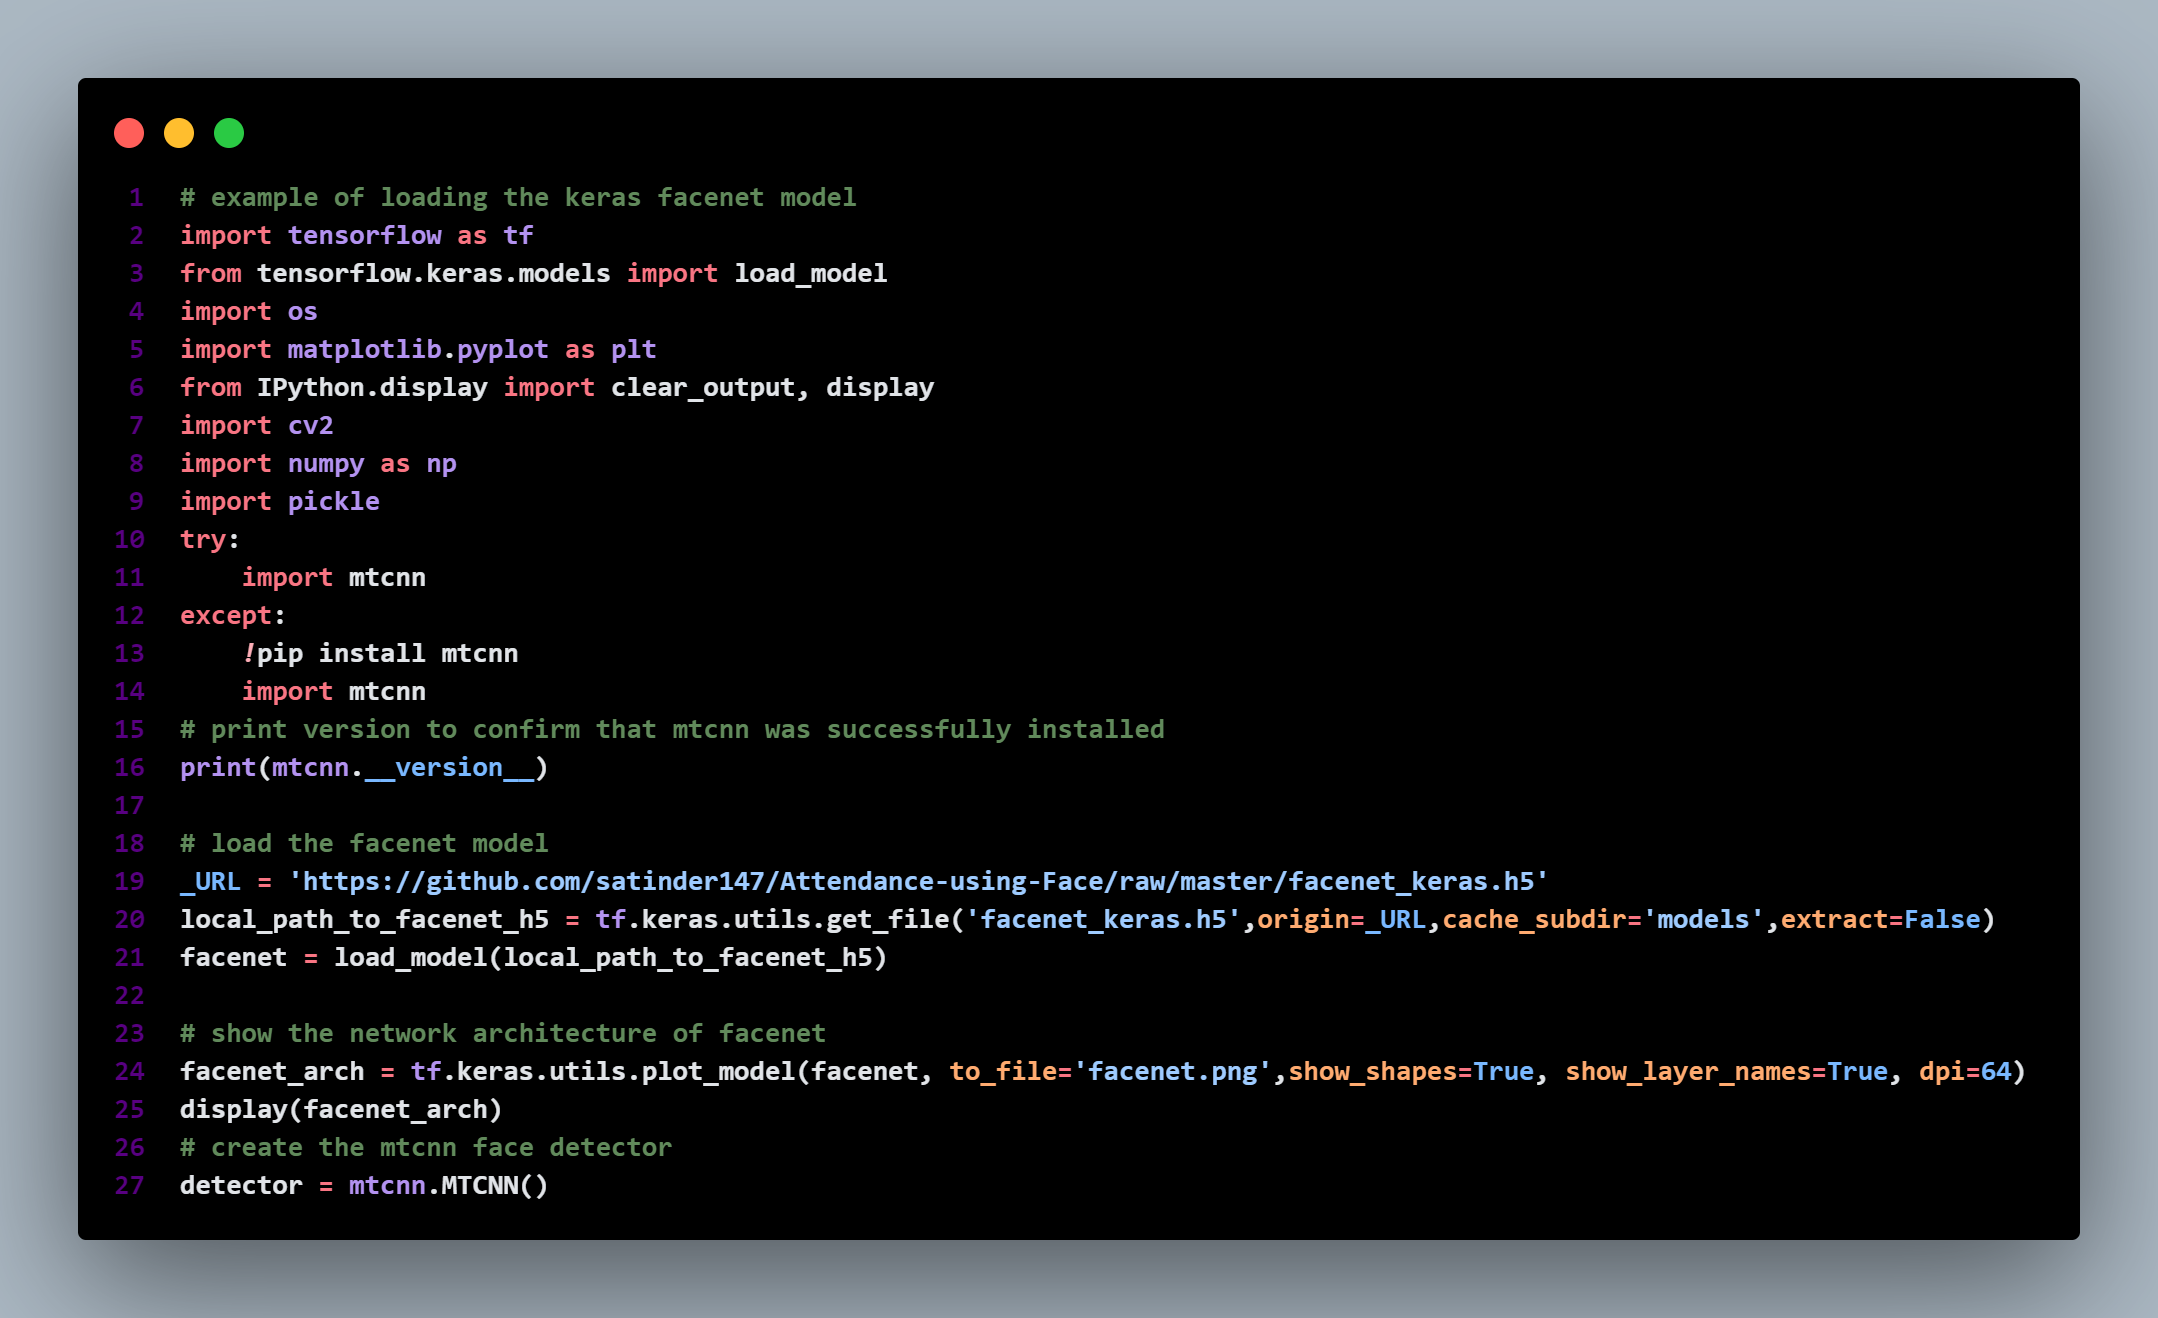 1 # example of loading the keras facenet model
2 import tensorflow as tf
3 from tensorflow.keras.models import load_model
4 import os
5 import matplotlib.pyplot as plt
6 from IPython.display import clear_output, display
7 import cv2
8 import numpy as np
9 import pickle
10 try:
11     import mtcnn
12 except:
13     !pip install mtcnn
14     import mtcnn
15 # print version to confirm that mtcnn was successfully installed
16 print(mtcnn.__version__)
17
18 # load the facenet model
19 _URL = 'https://github.com/satinder147/Attendance-using-Face/raw/master/facenet_keras.h5'
20 local_path_to_facenet_h5 = tf.keras.utils.get_file('facenet_keras.h5',origin=_URL,cache_subdir='models',extract=False)
21 facenet = load_model(local_path_to_facenet_h5)
22
23 # show the network architecture of facenet
24 facenet_arch = tf.keras.utils.plot_model(facenet, to_file='facenet.png',show_shapes=True, show_layer_names=True, dpi=64)
25 display(facenet_arch)
26 # create the mtcnn face detector
27 detector = mtcnn.MTCNN()